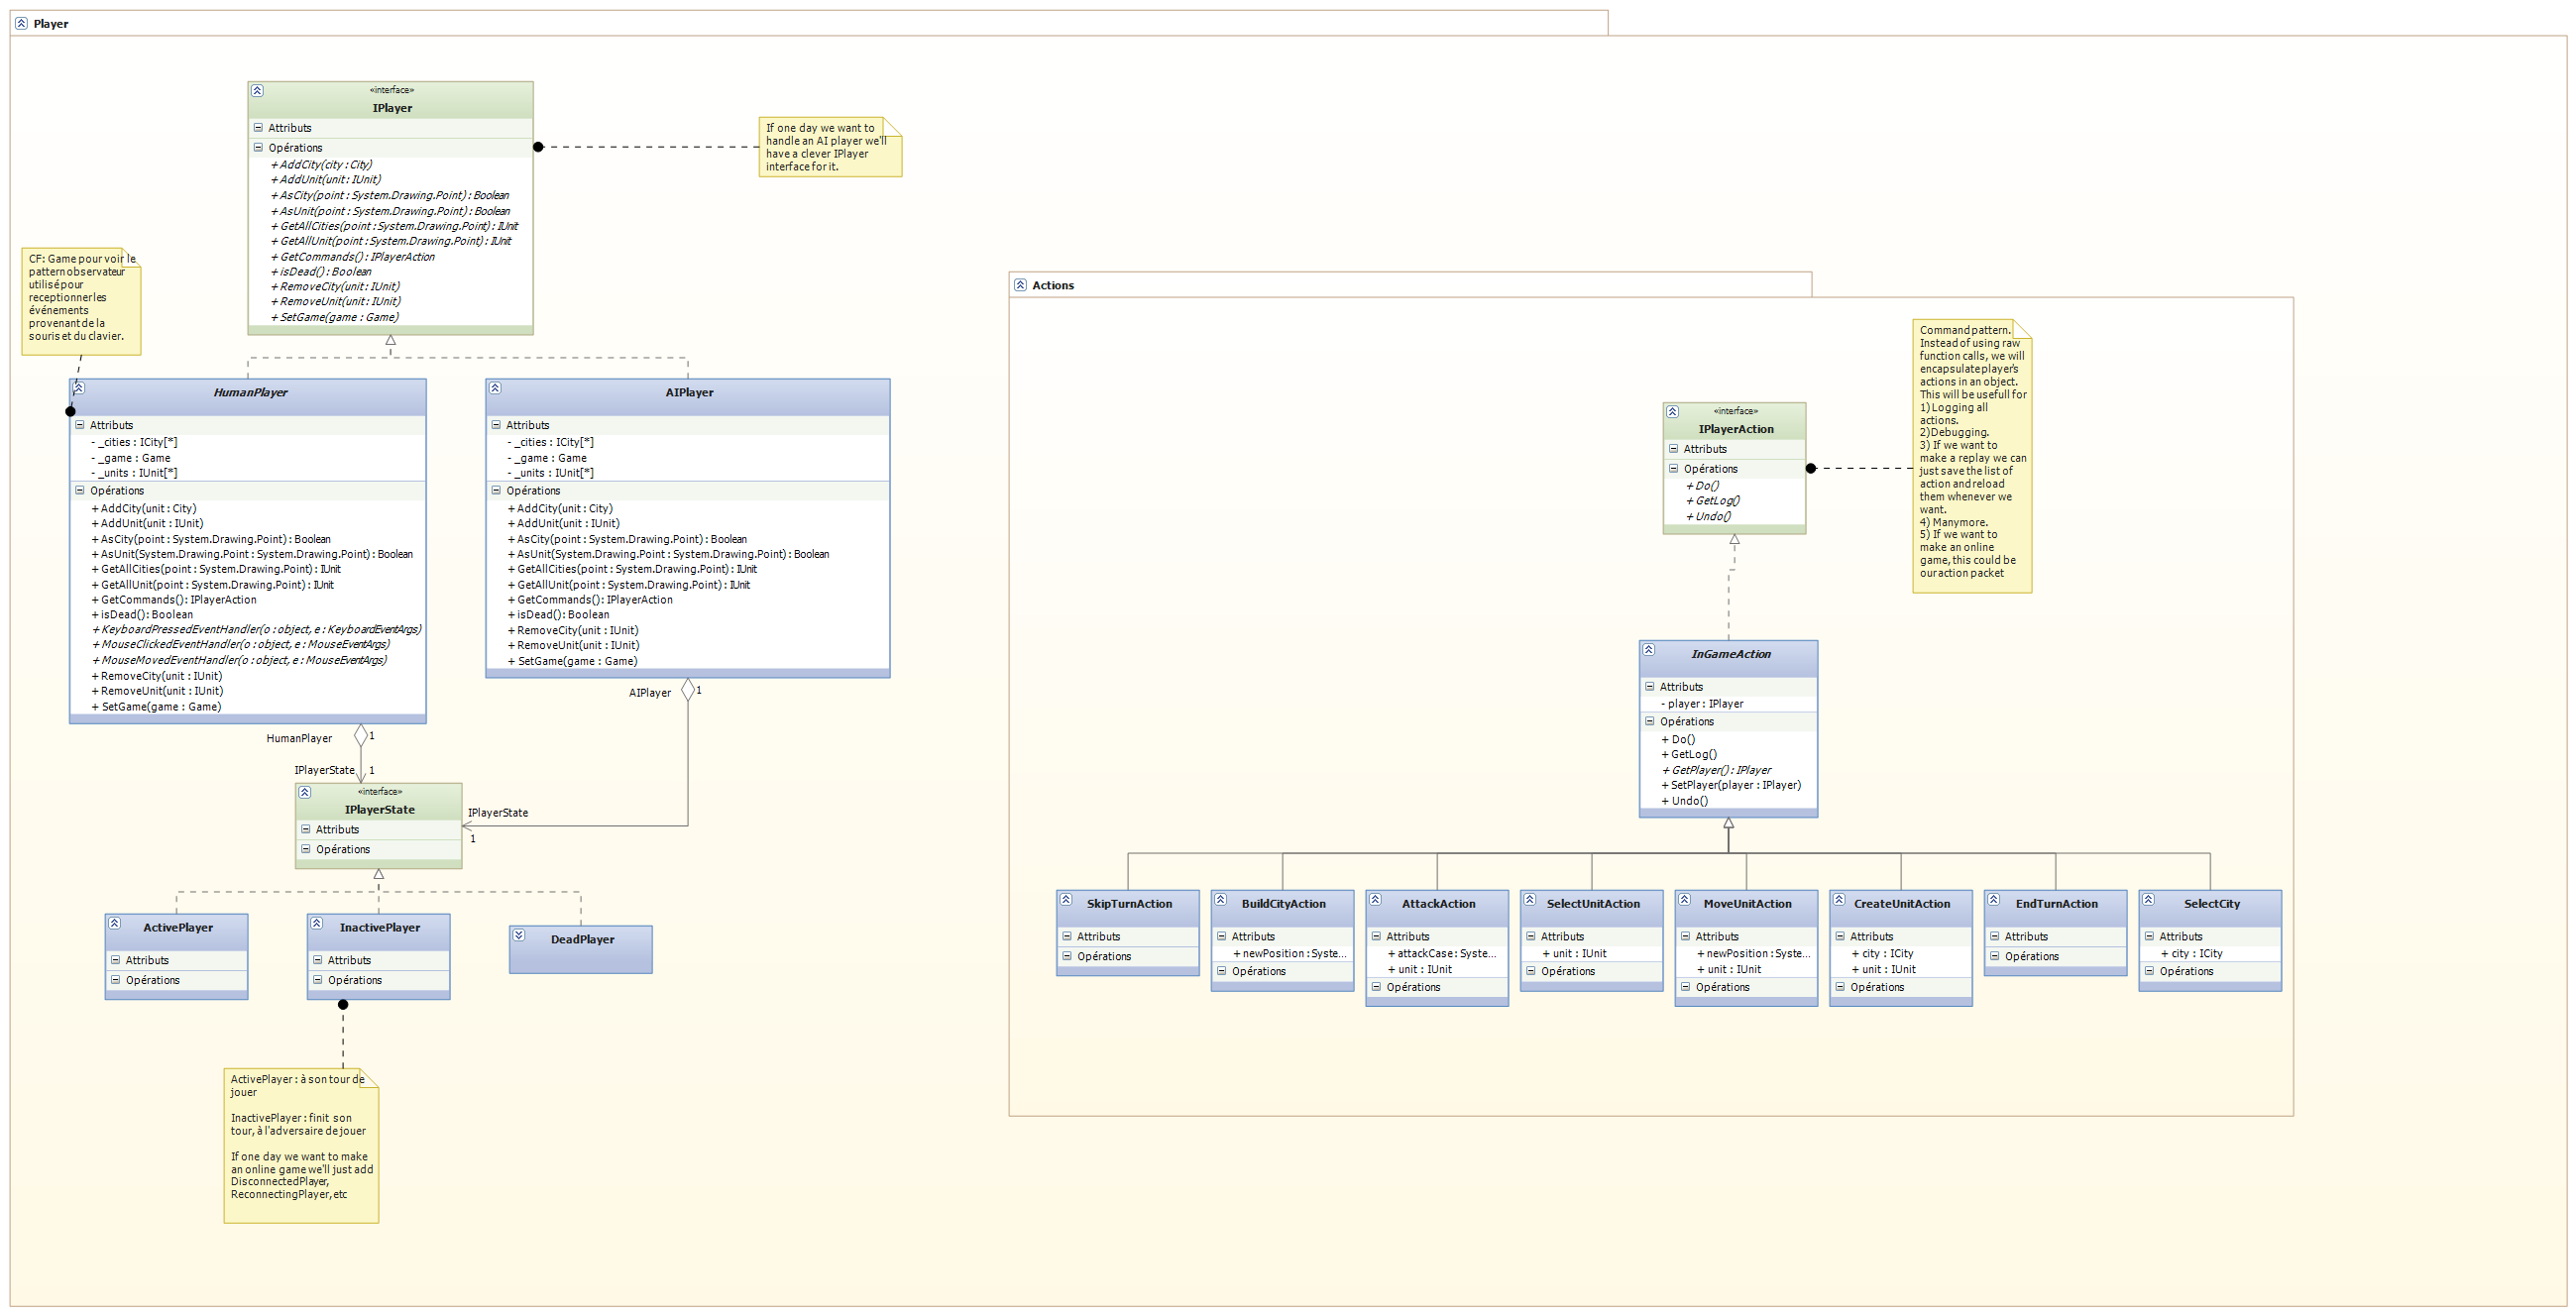 Player
«interface»
IPlayer
Attributs
Opérations
+ AddCity(city : City)
+ AddUnit(unit : IUnit)
+ AsCity(point : System.Drawing.Point) : Boolean
+ AsUnit(point : System.Drawing.Point) : Boolean
+ GetAllCities(point : System.Drawing.Point) : IUnit
+ GetAllUnit(point : System.Drawing.Point) : IUnit
+ GetCommands() : IPlayerAction
+ isDead() : Boolean
+ RemoveCity(unit : IUnit)
+ RemoveUnit(unit : IUnit)
+ SetGame(game : Game)
If one day we want to
handle an AI player we'll
have a clever IPlayer
interface for it.
CF: Game pour voir le
pattern observateur
utilisé pour
receptionner les
événements
provenant de la
souris et du clavier.
HumanPlayer
Attributs
- _cities : ICity[*]
- _game : Game
- _units : IUnit[*]
Opérations
+ AddCity(unit : City)
+ AddUnit(unit : IUnit)
+ AsCity(point : System.Drawing.Point) : Boolean
+ AsUnit(System.Drawing.Point : System.Drawing.Point) : Boolean
+ GetAllCities(point : System.Drawing.Point) : IUnit
+ GetAllUnit(point : System.Drawing.Point) : IUnit
+ GetCommands() : IPlayerAction
+ isDead() : Boolean
+ KeyboardPressedEventHandler(o : object, e : KeyboardEventArgs)
+ MouseClickedEventHandler(o : object, e : MouseEventArgs)
+ MouseMovedEventHandler(o : object, e : MouseEventArgs)
+ RemoveCity(unit : IUnit)
+ RemoveUnit(unit : IUnit)
+ SetGame(game : Game)
AIPlayer
Attributs
- _cities : ICity[*]
- _game : Game
- _units : IUnit[*]
Opérations
+ AddCity(unit : City)
+ AddUnit(unit : IUnit)
+ AsCity(point : System.Drawing.Point) : Boolean
+ AsUnit(System.Drawing.Point : System.Drawing.Point) : Boolean
+ GetAllCities(point : System.Drawing.Point) : IUnit
+ GetAllUnit(point : System.Drawing.Point) : IUnit
+ GetCommands() : IPlayerAction
+ isDead() : Boolean
+ RemoveCity(unit : IUnit)
+ RemoveUnit(unit : IUnit)
+ SetGame(game : Game)
AIPlayer 1
HumanPlayer 1
IPlayerState 1
IPlayerState
1
«interface»
IPlayerState
Attributs
Opérations
ActivePlayer
Attributs
Opérations
InactivePlayer
Attributs
Opérations
DeadPlayer
ActivePlayer : à son tour de
jouer
InactivePlayer : finit son
tour, à l'adversaire de jouer
If one day we want to make
an online game we'll just add
DisconnectedPlayer,
ReconnectingPlayer, etc
Actions
Command pattern.
Instead of using raw
function calls, we will
encapsulate player's
actions in an object.
This will be usefull for
1) Logging all
actions.
2)Debugging.
3) If we want to
make a replay we can
just save the list of
action and reload
them whenever we
want.
4) Many more.
5) If we want to
make an online
game, this could be
our action packet
«interface»
IPlayerAction
Attributs
Opérations
+ Do()
+ GetLog()
+ Undo()
InGameAction
Attributs
- player : IPlayer
Opérations
+ Do()
+ GetLog()
+ GetPlayer() : IPlayer
+ SetPlayer(player : IPlayer)
+ Undo()
SkipTurnAction
Attributs
Opérations
BuildCityAction
Attributs
+ newPosition : Syste...
Opérations
AttackAction
Attributs
+ attackCase : Syste...
+ unit : IUnit
Opérations
SelectUnitAction
Attributs
+ unit : IUnit
Opérations
MoveUnitAction
Attributs
+ newPosition : Syste...
+ unit : IUnit
Opérations
CreateUnitAction
Attributs
+ city : ICity
+ unit : IUnit
Opérations
EndTurnAction
Attributs
Opérations
SelectCity
Attributs
+ city : ICity
Opérations